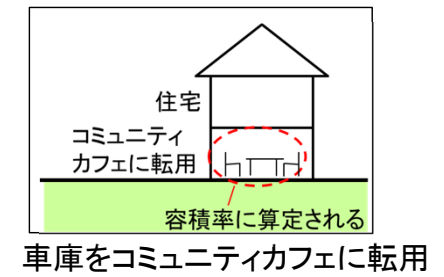 住宅
コミュニティ
カフェに転用
容積率に算定される
車庫をコミュニティカフェに転用